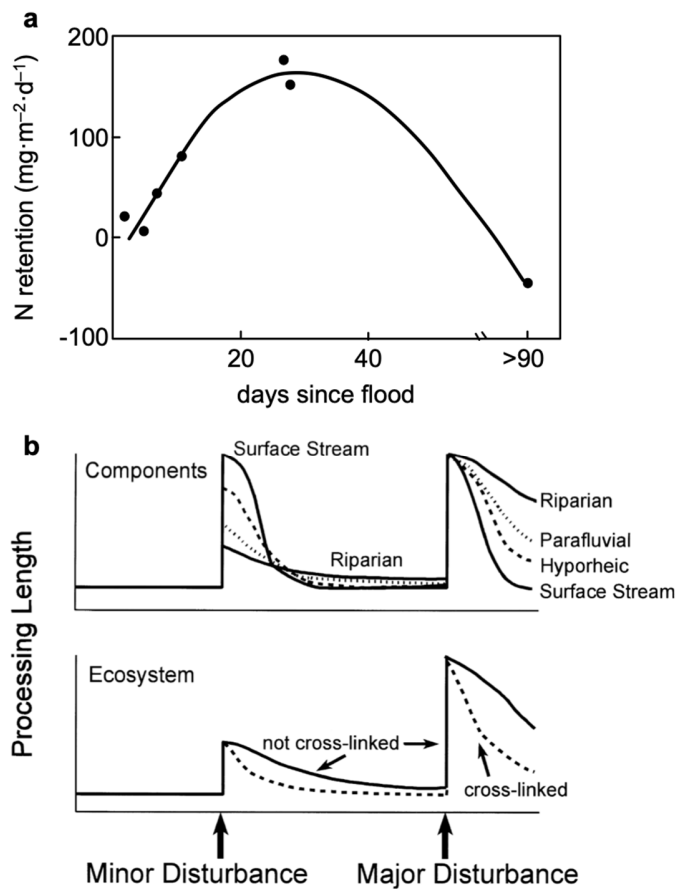 a
200
100
0
-100
N retention (mg·m⁻²·d⁻¹)
20
40
>90
days since flood
b
Components
Surface Stream
Riparian
Riparian
Parafluvial
Hyporheic
Surface Stream
Processing Length
Ecosystem
not cross-linked
cross-linked
Minor Disturbance
Major Disturbance